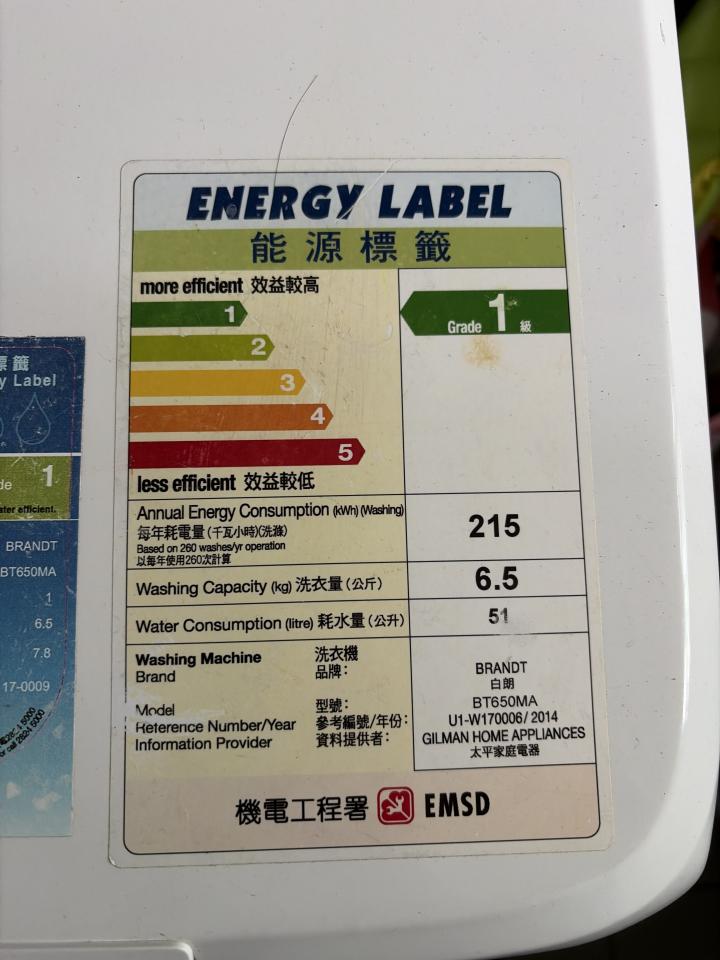 ENERGY LABEL
能源標籤
more efficient 效益較高
1
2
3
4
5
less efficient 效益較低
Grade 1 級
Annual Energy Consumption (kWh) (Washing)
每年耗電量(千瓦小時)(洗滌)
Based on 260 washes/yr operation
以每年使用260次計算
215
Washing Capacity (kg) 洗衣量(公斤) 6.5
Water Consumption (litre) 耗水量(公升) 51
Washing Machine 洗衣機
Brand 品牌: BRANDT
白朗
Model 型號: BT650MA
Reference Number/Year 參考編號/年份: U1-W170006/2014
Information Provider 資料提供者: GILMAN HOME APPLIANCES
太平家庭電器
機電工程署 EMSD
標籤
y Label
de 1
ater efficient.
BRANDT
BT650MA
1
6.5
7.8
17-0009